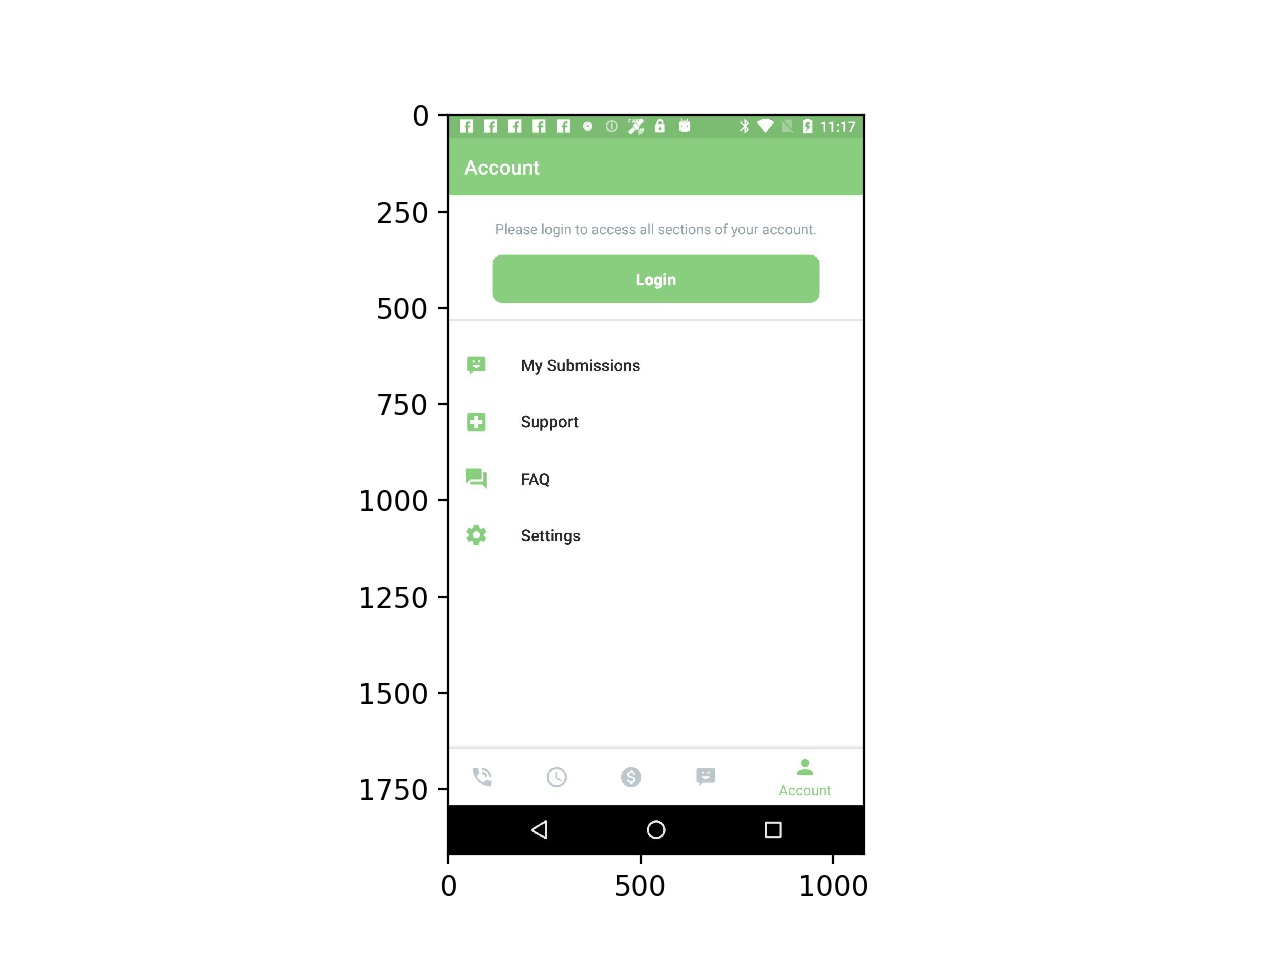 0
250
500
750
1000
1250
1500
1750
11:17
Account
Please login to access all sections of your account.
Login
My Submissions
Support
FAQ
Settings
Account
0
500
1000